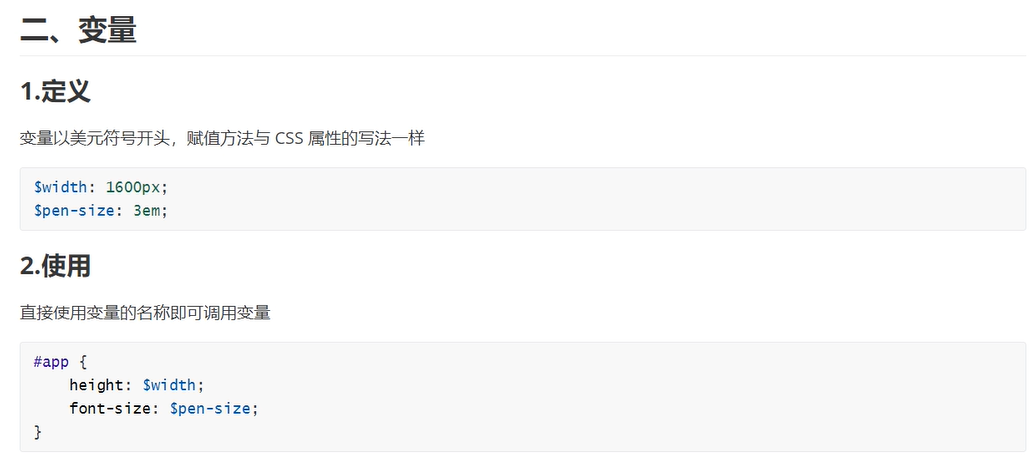 二、变量
1.定义
变量以美元符号开头，赋值方法与 CSS 属性的写法一样
$width: 1600px;
$pen-size: 3em;
2.使用
直接使用变量的名称即可调用变量
#app {
    height: $width;
    font-size: $pen-size;
}